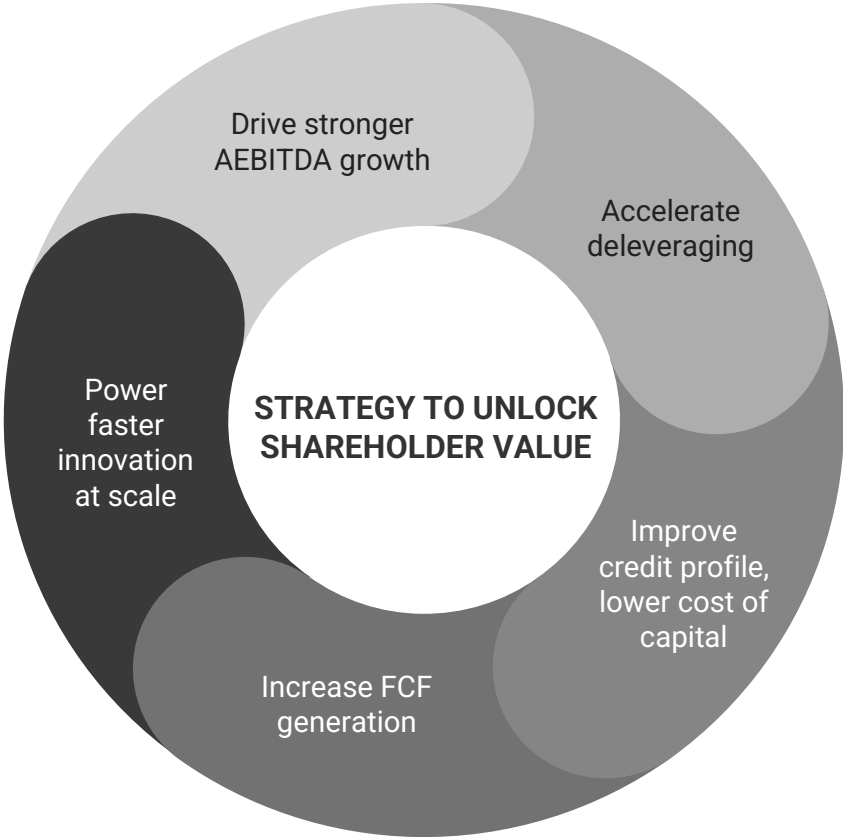 Drive stronger
AEBITDA growth
Accelerate
deleveraging
Improve
credit profile,
lower cost of
capital
Increase FCF
generation
Power
faster
innovation
at scale
STRATEGY TO UNLOCK
SHAREHOLDER VALUE